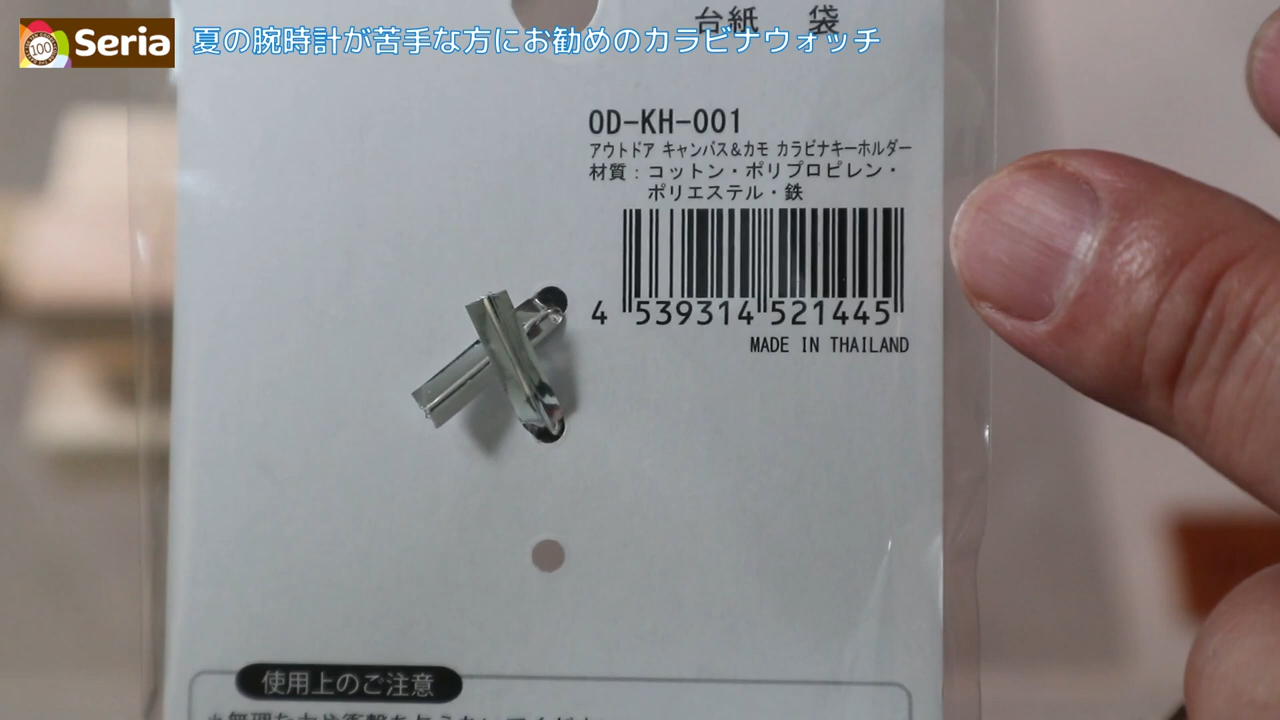 100
Seria
夏の腕時計が苦手な方にお勧めのカラビナウォッチ
台紙 袋
OD-KH-001
アウトドア キャンバス&カモ カラビナキーホルダー
材質：コットン・ポリプロピレン・
ポリエステル・鉄
4 539314 521445
MADE IN THAILAND
使用上のご注意